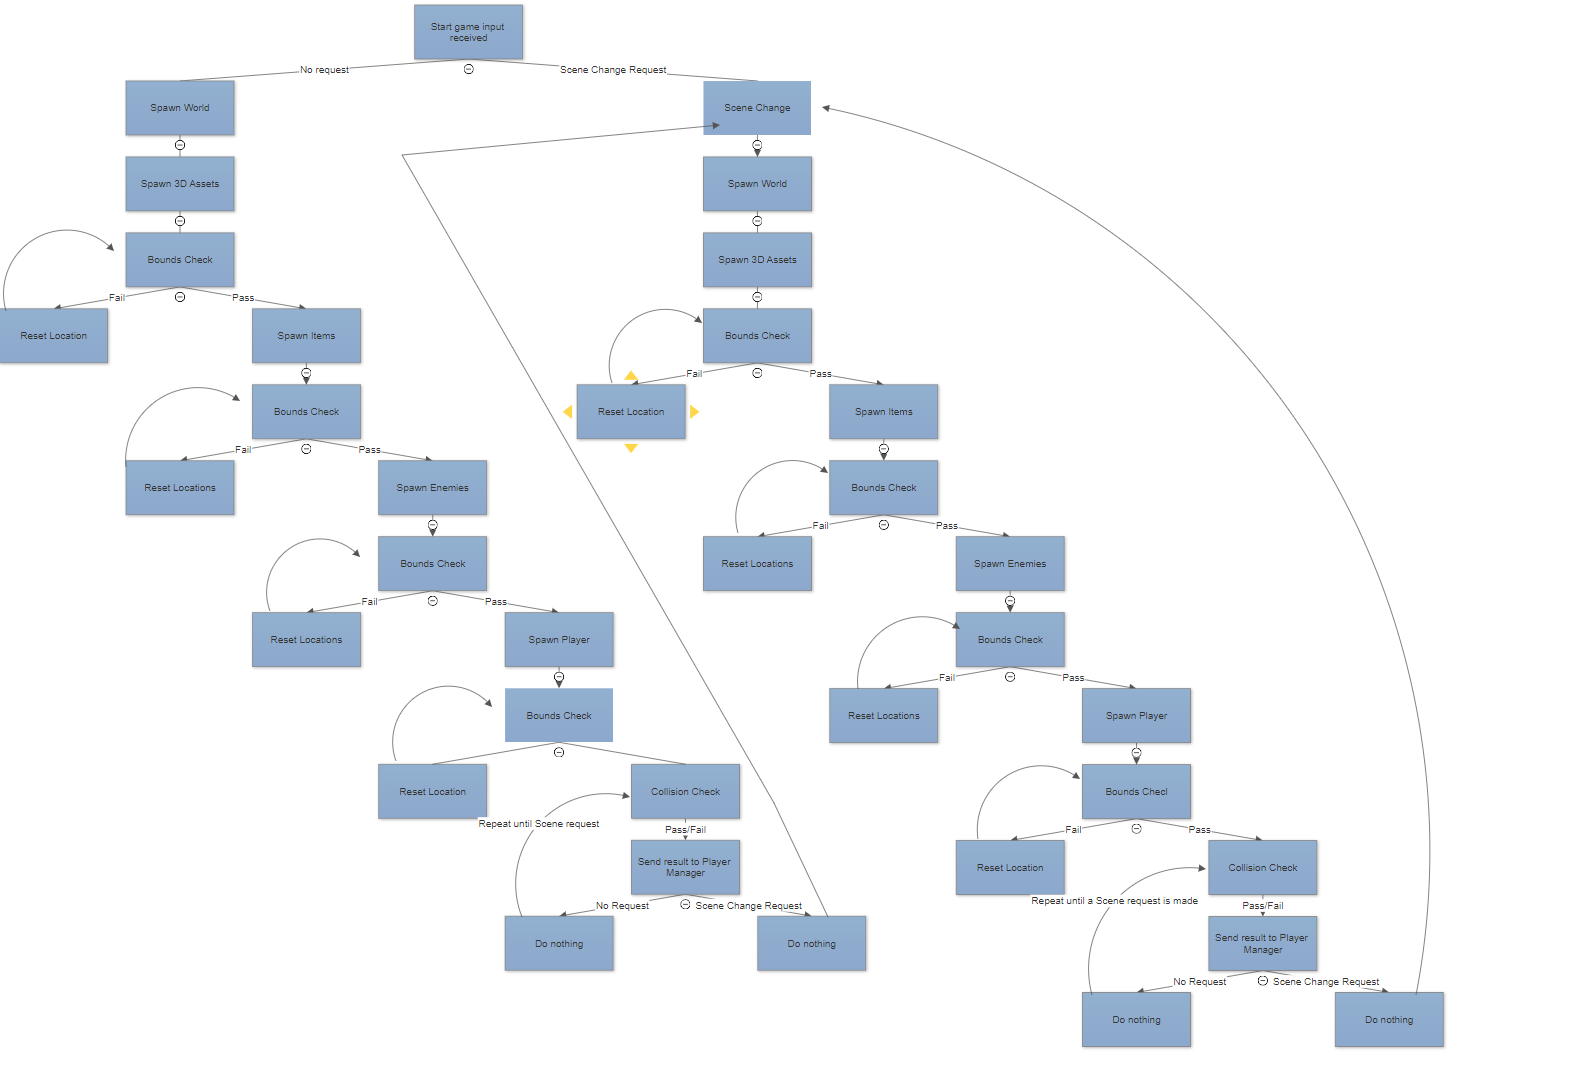 Start game input
received
No request
Scene Change Request
Spawn World
Scene Change
Spawn 3D Assets
Spawn World
Bounds Check
Spawn 3D Assets
Fail
Pass
Reset Location
Spawn Items
Bounds Check
Fail
Pass
Bounds Check
Reset Location
Spawn Items
Fail
Pass
Reset Locations
Spawn Enemies
Bounds Check
Fail
Pass
Bounds Check
Reset Locations
Spawn Enemies
Fail
Pass
Reset Locations
Spawn Player
Bounds Check
Fail
Pass
Bounds Check
Reset Locations
Spawn Player
Reset Location
Collision Check
Bounds Checl
Repeat until Scene request
Pass/Fail
Fail
Pass
Send result to Player
Manager
Reset Location
Collision Check
No Request
Scene Change Request
Repeat until a Scene request is made
Pass/Fail
Do nothing
Do nothing
Send result to Player
Manager
No Request
Scene Change Request
Do nothing
Do nothing